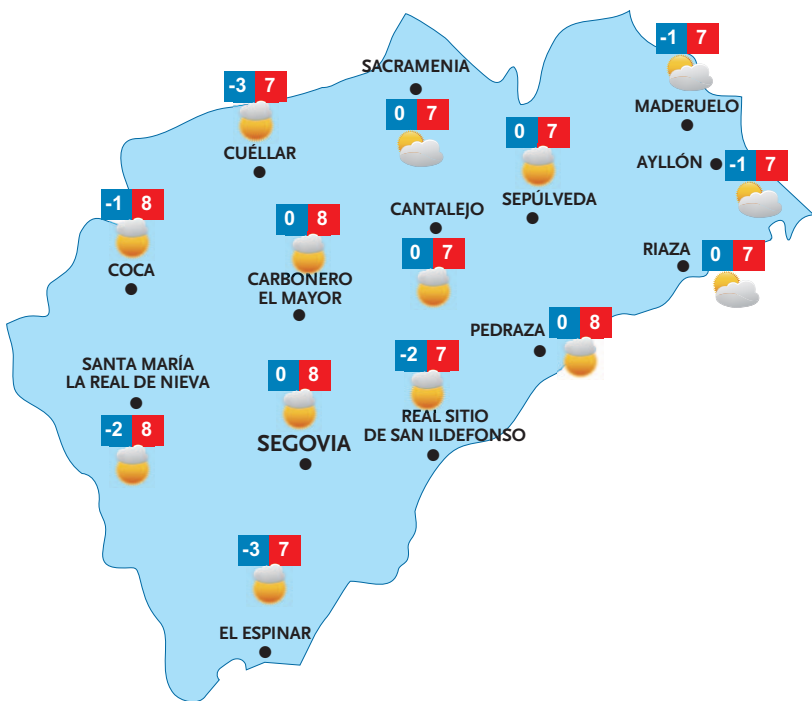 -1 7
MADERUELO
SACRAMENIA
0 7
-3 7
CUÉLLAR
0 7
SEPÚLVEDA
AYLLÓN
-1 7
-1 8
COCA
0 8
CARBONERO
EL MAYOR
CANTALEJO
0 7
RIAZA
0 7
PEDRAZA
0 8
SANTA MARÍA
LA REAL DE NIEVA
-2 8
0 8
SEGOVIA
-2 7
REAL SITIO
DE SAN ILDEFONSO
-3 7
EL ESPINAR